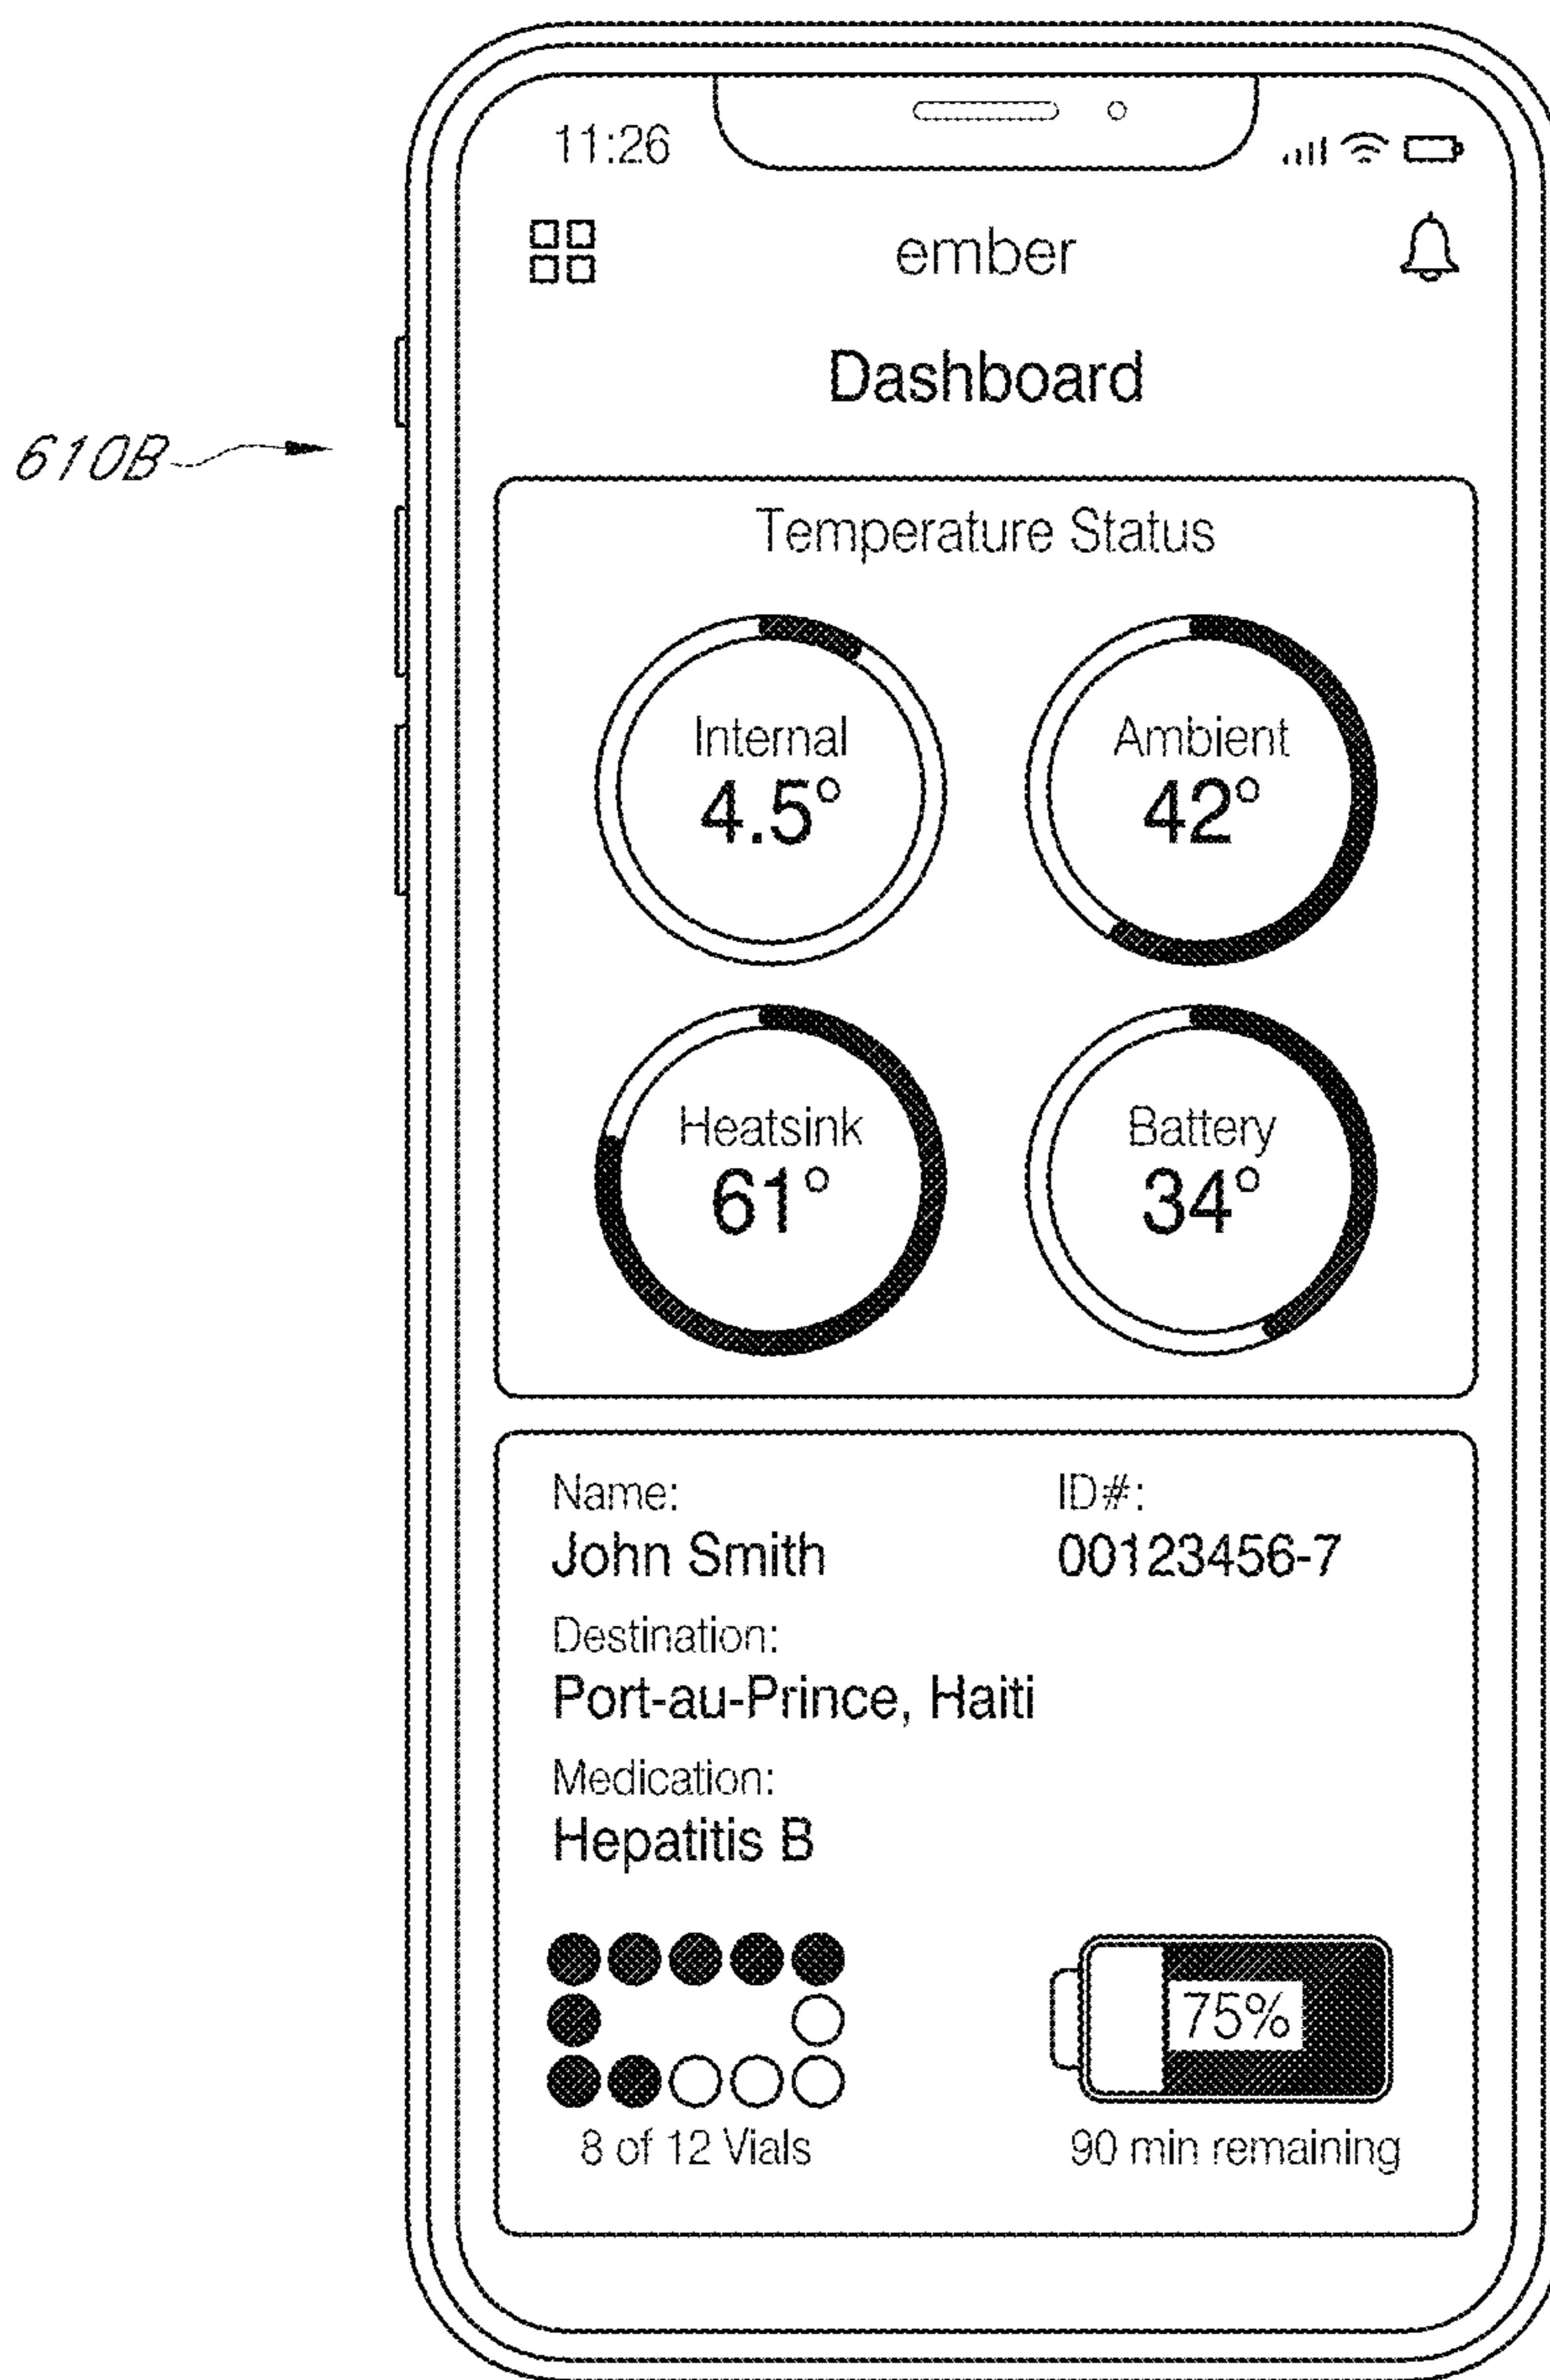 11:26
ember
Dashboard
610B
Temperature Status
Internal
4.5°
Ambient
42°
Heatsink
61°
Battery
34°
Name:
John Smith
ID#:
00123456-7
Destination:
Port-au-Prince, Haiti
Medication:
Hepatitis B
75%
8 of 12 Vials
90 min remaining